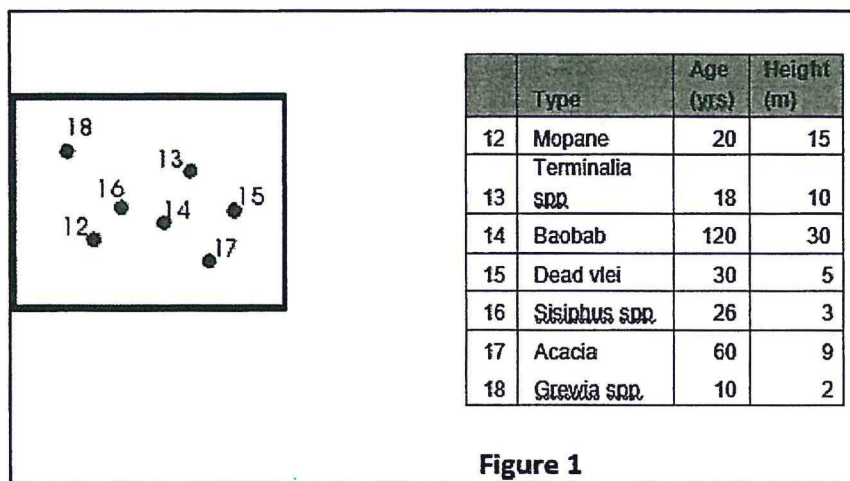 18
13
16
15
14
12
17
Type Age (yrs) Height (m)
12 Mopane 20 15
13 Terminalia spp 18 10
14 Baobab 120 30
15 Dead vlei 30 5
16 Sisiphus spp. 26 3
17 Acacia 60 9
18 Grewia spp. 10 2
Figure 1